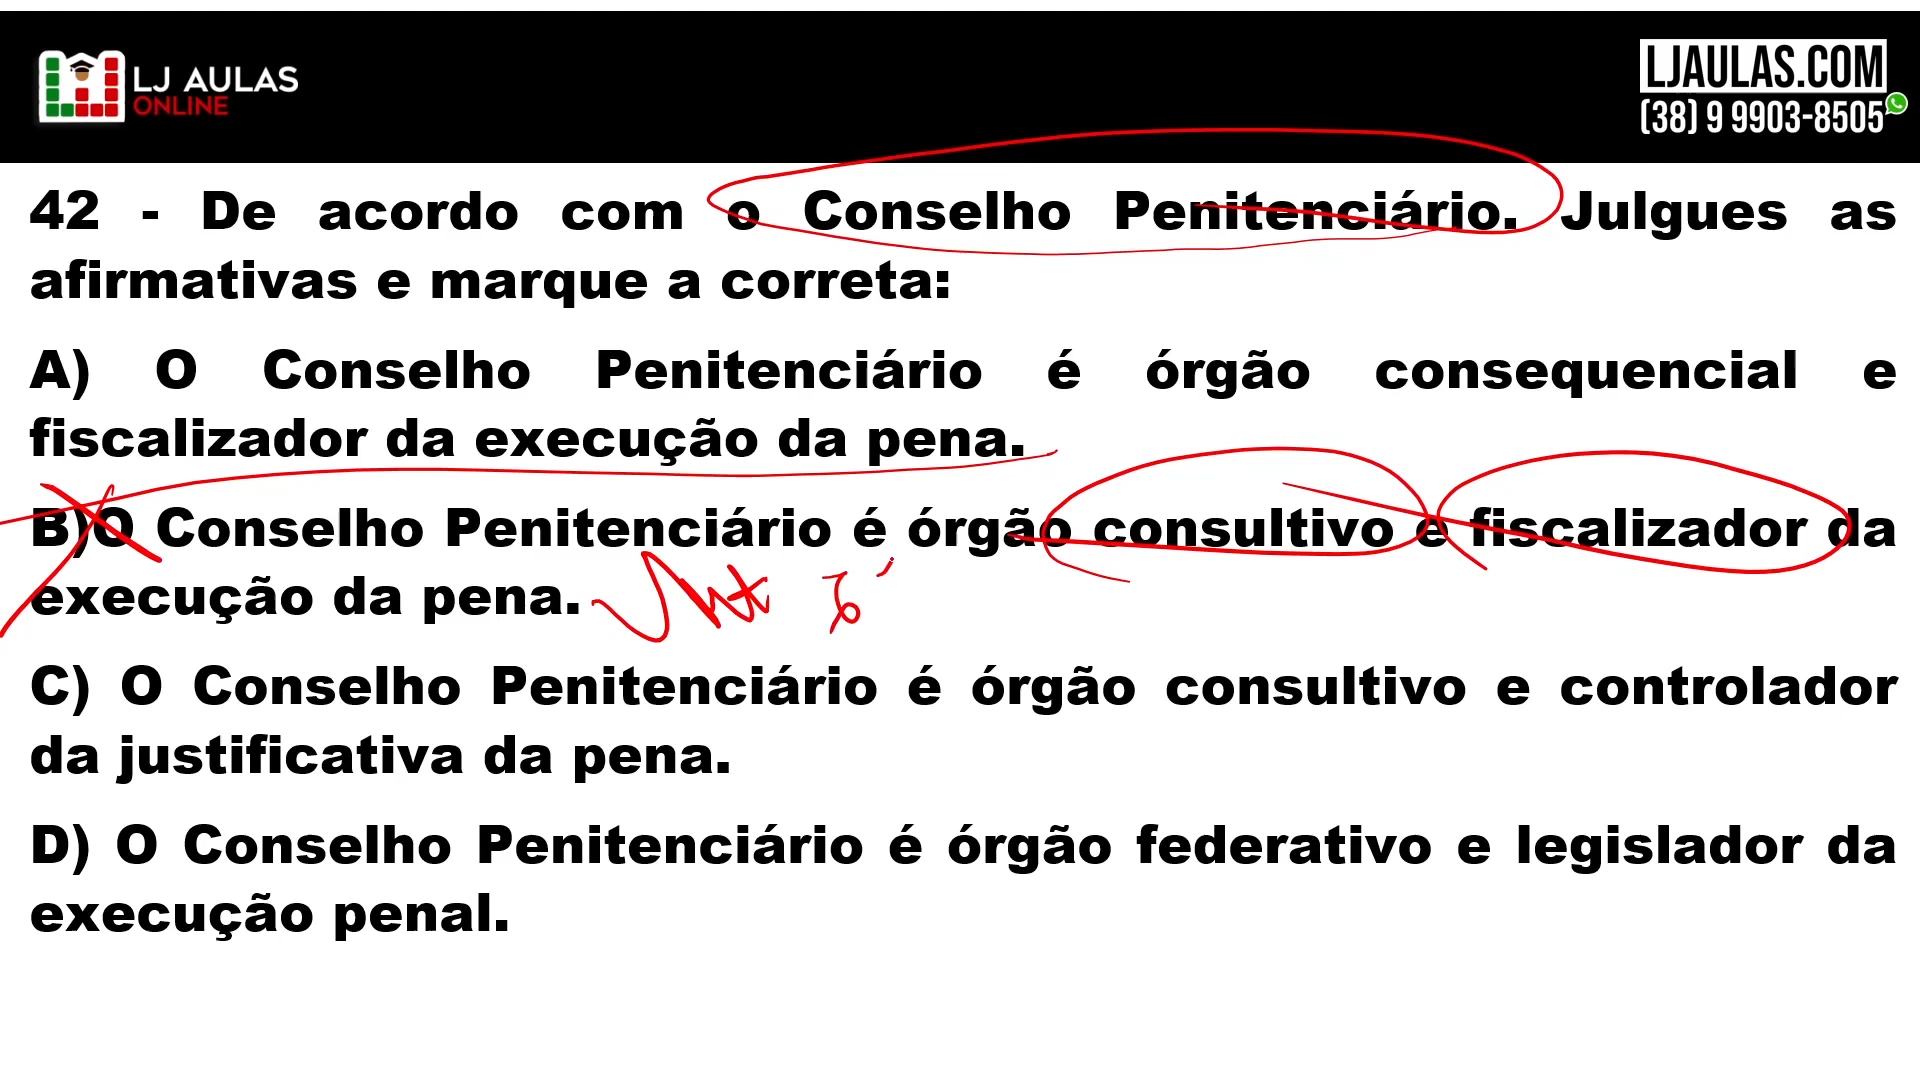 LJ AULAS
ONLINE
LJAULAS.COM
(38) 9 9903-8505
42 - De acordo com o Conselho Penitenciário. Julgues as
afirmativas e marque a correta:
A) O Conselho Penitenciário é órgão consequencial e
fiscalizador da execução da pena.
B)O Conselho Penitenciário é órgão consultivo e fiscalizador da
execução da pena.
C) O Conselho Penitenciário é órgão consultivo e controlador
da justificativa da pena.
D) O Conselho Penitenciário é órgão federativo e legislador da
execução penal.